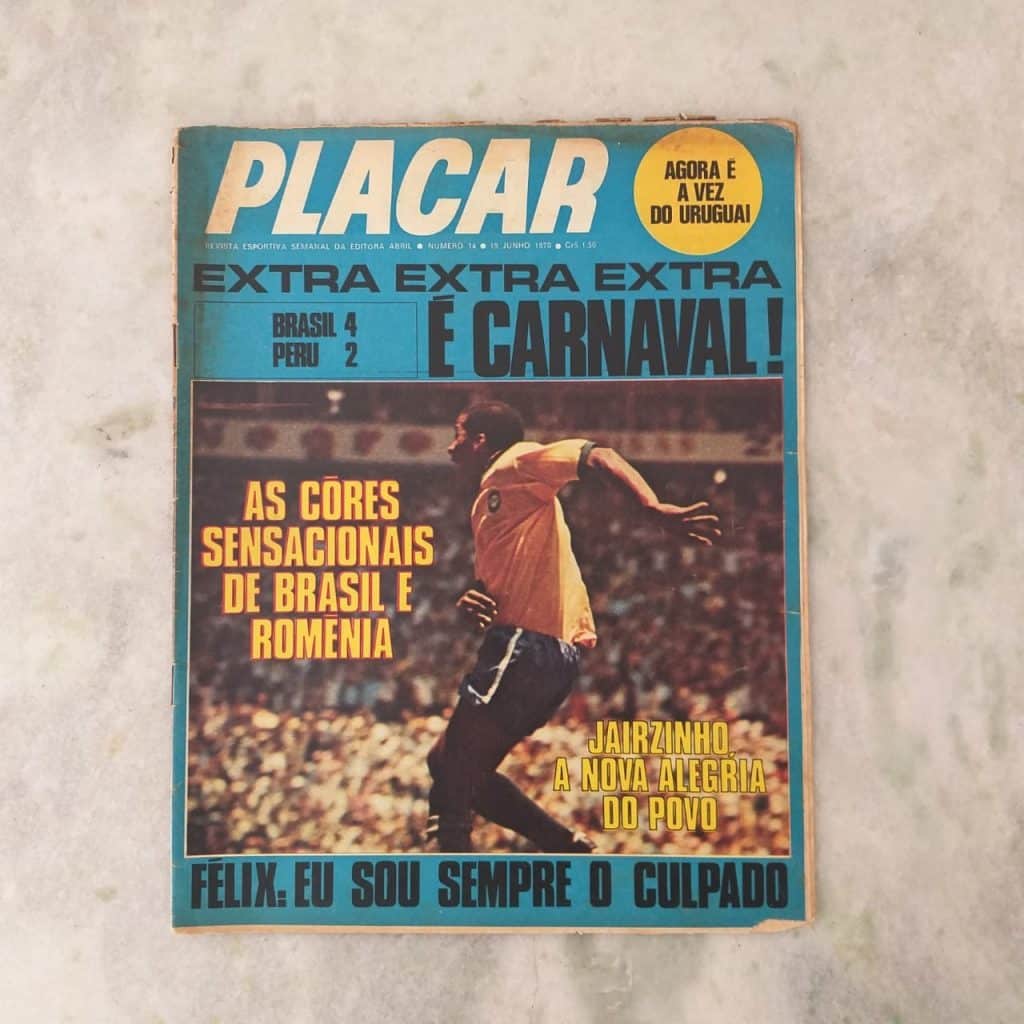 PLACAR
AGORA É
A VEZ
DO URUGUAI
REVISTA ESPORTIVA SEMANAL DA EDITORA ABRIL ● NUMERO 14 ● 15 JUNHO 1970 ● Cr$ 1,50
EXTRA EXTRA EXTRA
BRASIL 4
PERU 2
É CARNAVAL!
AS CÔRES
SENSACIONAIS
DE BRASIL E
ROMÊNIA
JAIRZINHO,
A NOVA ALEGRIA
DO POVO
FÉLIX: EU SOU SEMPRE O CULPADO